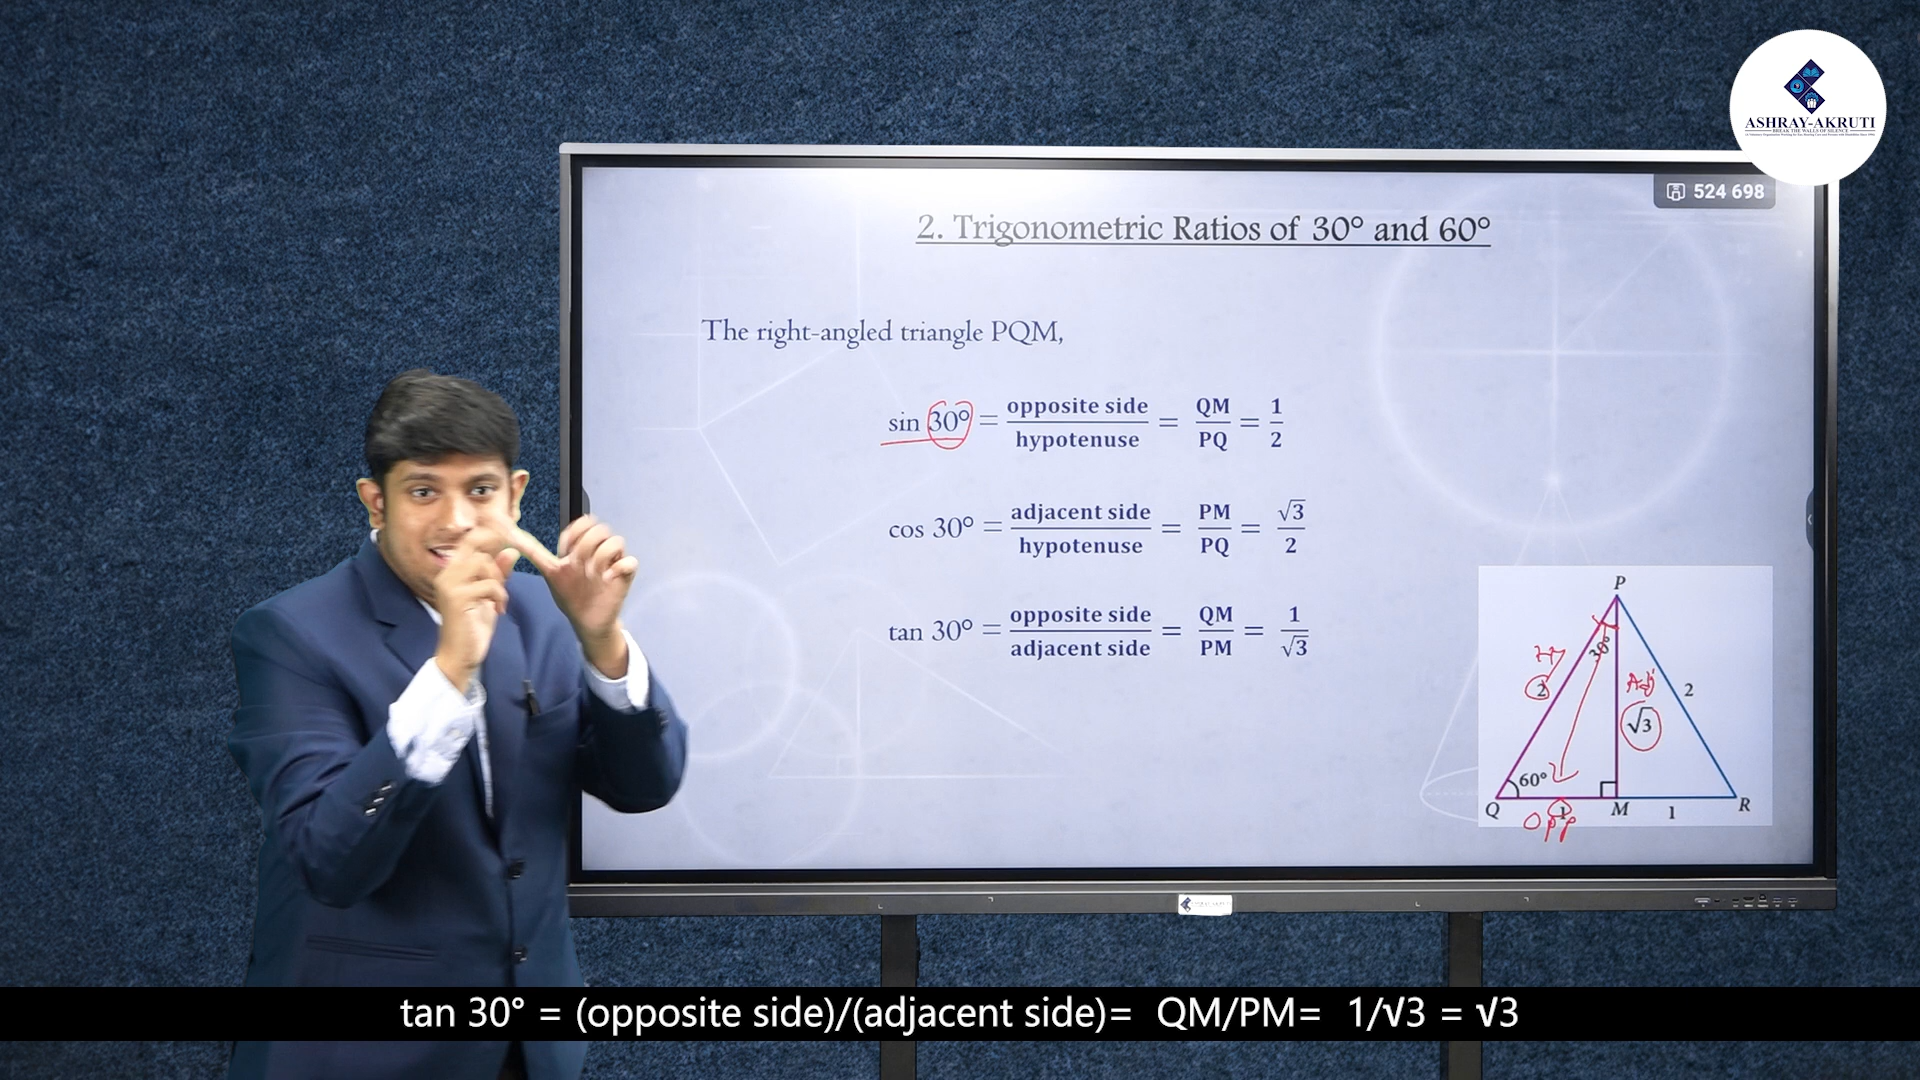 ASHRAY-AKRUTI
BREAK THE WALLS OF SILENCE
524 698
2. Trigonometric Ratios of 30° and 60°
The right-angled triangle PQM,
sin 30° = opposite side / hypotenuse = QM / PQ = 1 / 2
cos 30° = adjacent side / hypotenuse = PM / PQ = √3 / 2
tan 30° = opposite side / adjacent side = QM / PM = 1 / √3
P
30°
Hy
Adj
2
2
√3
60°
Q
1
M
1
R
Opp
tan 30° = (opposite side)/(adjacent side)= QM/PM= 1/√3 = √3